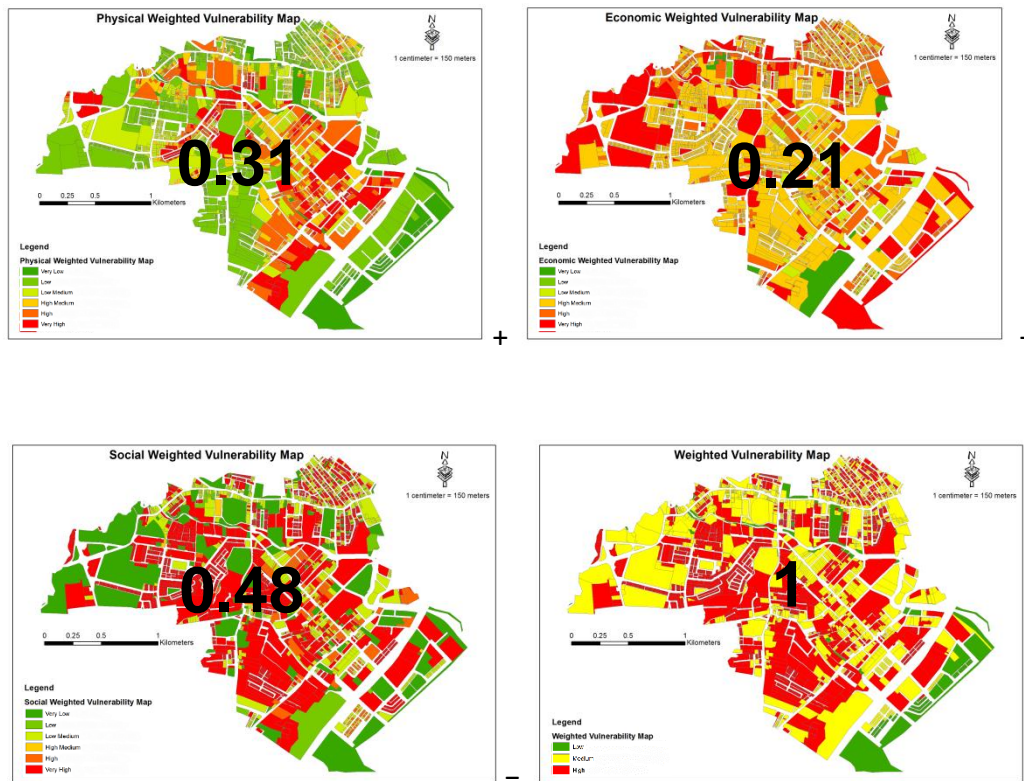 Physical Weighted Vulnerability Map
N
1 centimeter = 150 meters
0.31
0 0.25 0.5 1
Kilometers
Legend
Physical Weighted Vulnerability Map
Very Low
Low
Low Medium
High Medium
High
Very High
+
Economic Weighted Vulnerability Map
N
1 centimeter = 150 meters
0.21
0 0.25 0.5 1
Kilometers
Legend
Economic Weighted Vulnerability Map
Very Low
Low
Low Medium
High Medium
High
Very High
Social Weighted Vulnerability Map
N
1 centimeter = 150 meters
0.48
0 0.25 0.5 1
Kilometers
Legend
Social Weighted Vulnerability Map
Very Low
Low
Low Medium
High Medium
High
Very High
Weighted Vulnerability Map
N
1 centimeter = 150 meters
1
0 0.25 0.5 1
Kilometers
Legend
Weighted Vulnerability Map
Low
Medium
High